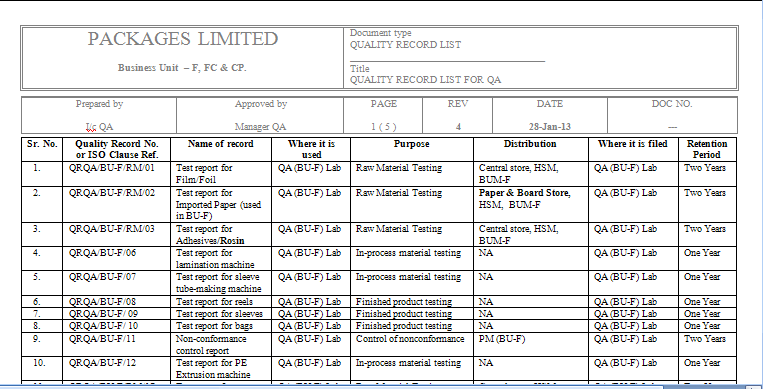 PACKAGES LIMITED
Business Unit – F, FC & CP.
Document type
QUALITY RECORD LIST
Title
QUALITY RECORD LIST FOR QA
Prepared by Approved by PAGE REV DATE DOC NO.
I/c QA Manager QA 1 ( 5 ) 4 28-Jan-13 ---
Sr. No. Quality Record No. Name of record Where it is Purpose Distribution Where it is filed Retention
or ISO Clause Ref. used Period
1. QRQA/BU-F/RM/01 Test report for QA (BU-F) Lab Raw Material Testing Central store, HSM, QA (BU-F) Lab Two Years
Film/Foil BUM-F
2. QRQA/BU-F/RM/02 Test report for QA (BU-F) Lab Raw Material Testing Paper & Board Store, QA (BU-F) Lab Two Years
Imported Paper (used HSM, BUM-F
in BU-F)
3. QRQA/BU-F/RM/03 Test report for QA (BU-F) Lab Raw Material Testing Central store, HSM, QA (BU-F) Lab Two Years
Adhesives/Rosin BUM-F
4. QRQA/BU-F/06 Test report for QA (BU-F) Lab In-process material testing NA QA (BU-F) Lab One Year
lamination machine
5. QRQA/BU-F/07 Test report for sleeve QA (BU-F) Lab In-process material testing NA QA (BU-F) Lab One Year
tube-making machine
6. QRQA/BU-F/08 Test report for reels QA (BU-F) Lab Finished product testing NA QA (BU-F) Lab One Year
7. QRQA/BU-F/ 09 Test report for sleeves QA (BU-F) Lab Finished product testing NA QA (BU-F) Lab One Year
8. QRQA/BU-F/ 10 Test report for bags QA (BU-F) Lab Finished product testing NA QA (BU-F) Lab One Year
9. QRQA/BU-F/11 Non-conformance QA (BU-F) Lab Control of nonconformance PM (BU-F) QA (BU-F) Lab Two Years
control report
10. QRQA/BU-F/12 Test report for PE QA (BU-F) Lab In-process material testing NA QA (BU-F) Lab One Year
Extrusion machine